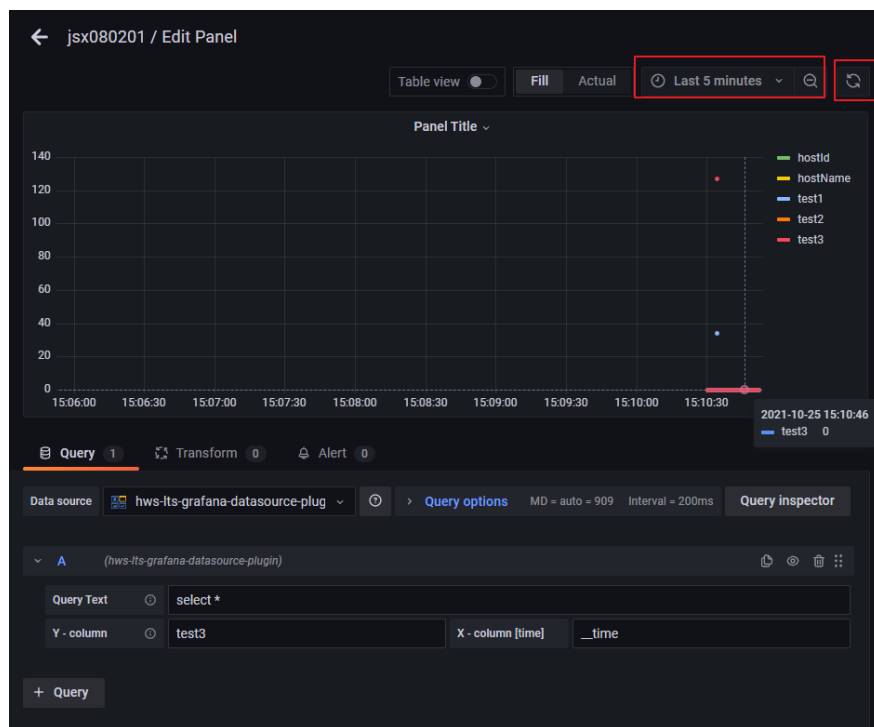 jsx080201 / Edit Panel
Table view Fill Actual Last 5 minutes
Panel Title
140
120
100
80
60
40
20
0
hostId
hostName
test1
test2
test3
15:06:00 15:06:30 15:07:00 15:07:30 15:08:00 15:08:30 15:09:00 15:09:30 15:10:00 15:10:30
2021-10-25 15:10:46
test3 0
Query 1 Transform 0 Alert 0
Data source hws-lts-grafana-datasource-plug Query options MD = auto = 909 Interval = 200ms Query inspector
A (hws-lts-grafana-datasource-plugin)
Query Text select *
Y - column test3 X - column [time] __time
+ Query